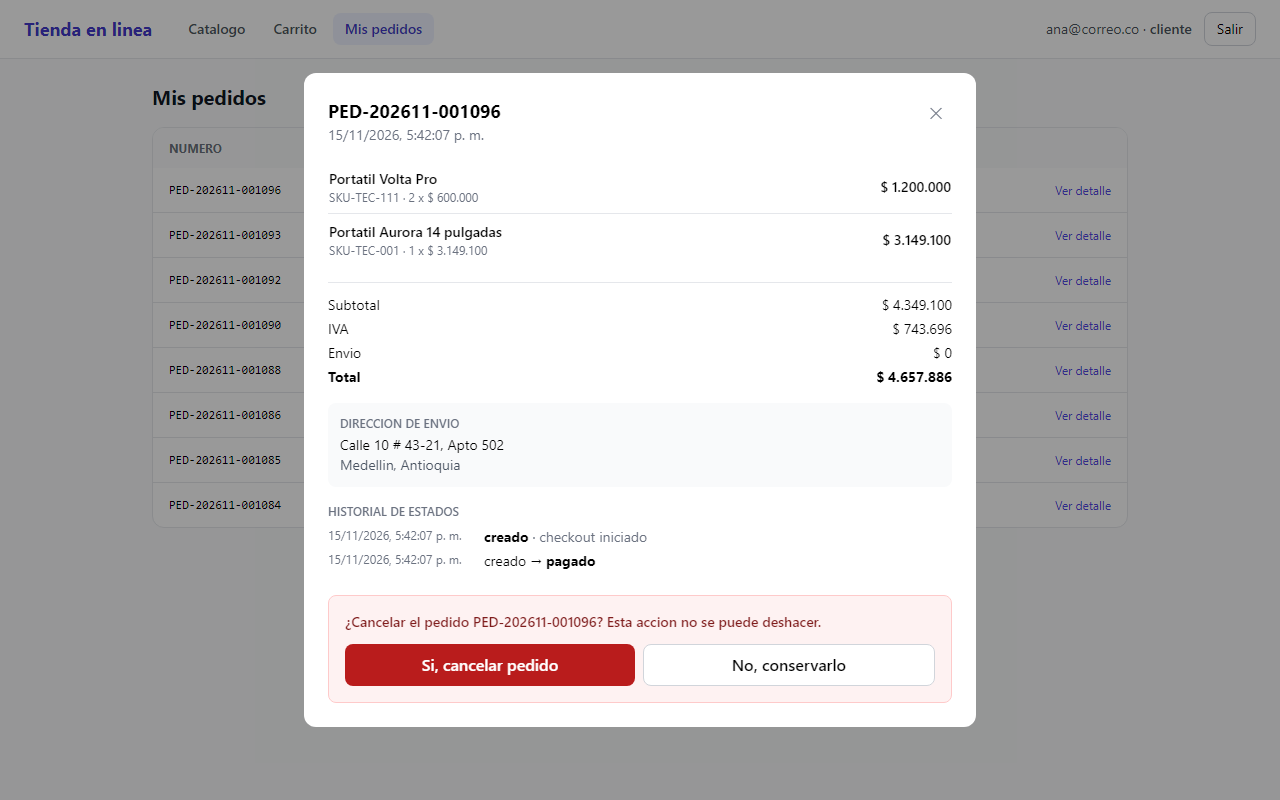 Tienda en linea
Catalogo
Carrito
Mis pedidos
ana@correo.co · cliente
Salir
Mis pedidos
NUMERO
PED-202611-001096
Ver detalle
PED-202611-001093
Ver detalle
PED-202611-001092
Ver detalle
PED-202611-001090
Ver detalle
PED-202611-001088
Ver detalle
PED-202611-001086
Ver detalle
PED-202611-001085
Ver detalle
PED-202611-001084
Ver detalle
PED-202611-001096
15/11/2026, 5:42:07 p. m.
Portatil Volta Pro
SKU-TEC-111 · 2 x $ 600.000
$ 1.200.000
Portatil Aurora 14 pulgadas
SKU-TEC-001 · 1 x $ 3.149.100
$ 3.149.100
Subtotal
$ 4.349.100
IVA
$ 743.696
Envio
$ 0
Total
$ 4.657.886
DIRECCION DE ENVIO
Calle 10 # 43-21, Apto 502
Medellin, Antioquia
HISTORIAL DE ESTADOS
15/11/2026, 5:42:07 p. m.
creado · checkout iniciado
15/11/2026, 5:42:07 p. m.
creado → pagado
¿Cancelar el pedido PED-202611-001096? Esta accion no se puede deshacer.
Si, cancelar pedido
No, conservarlo